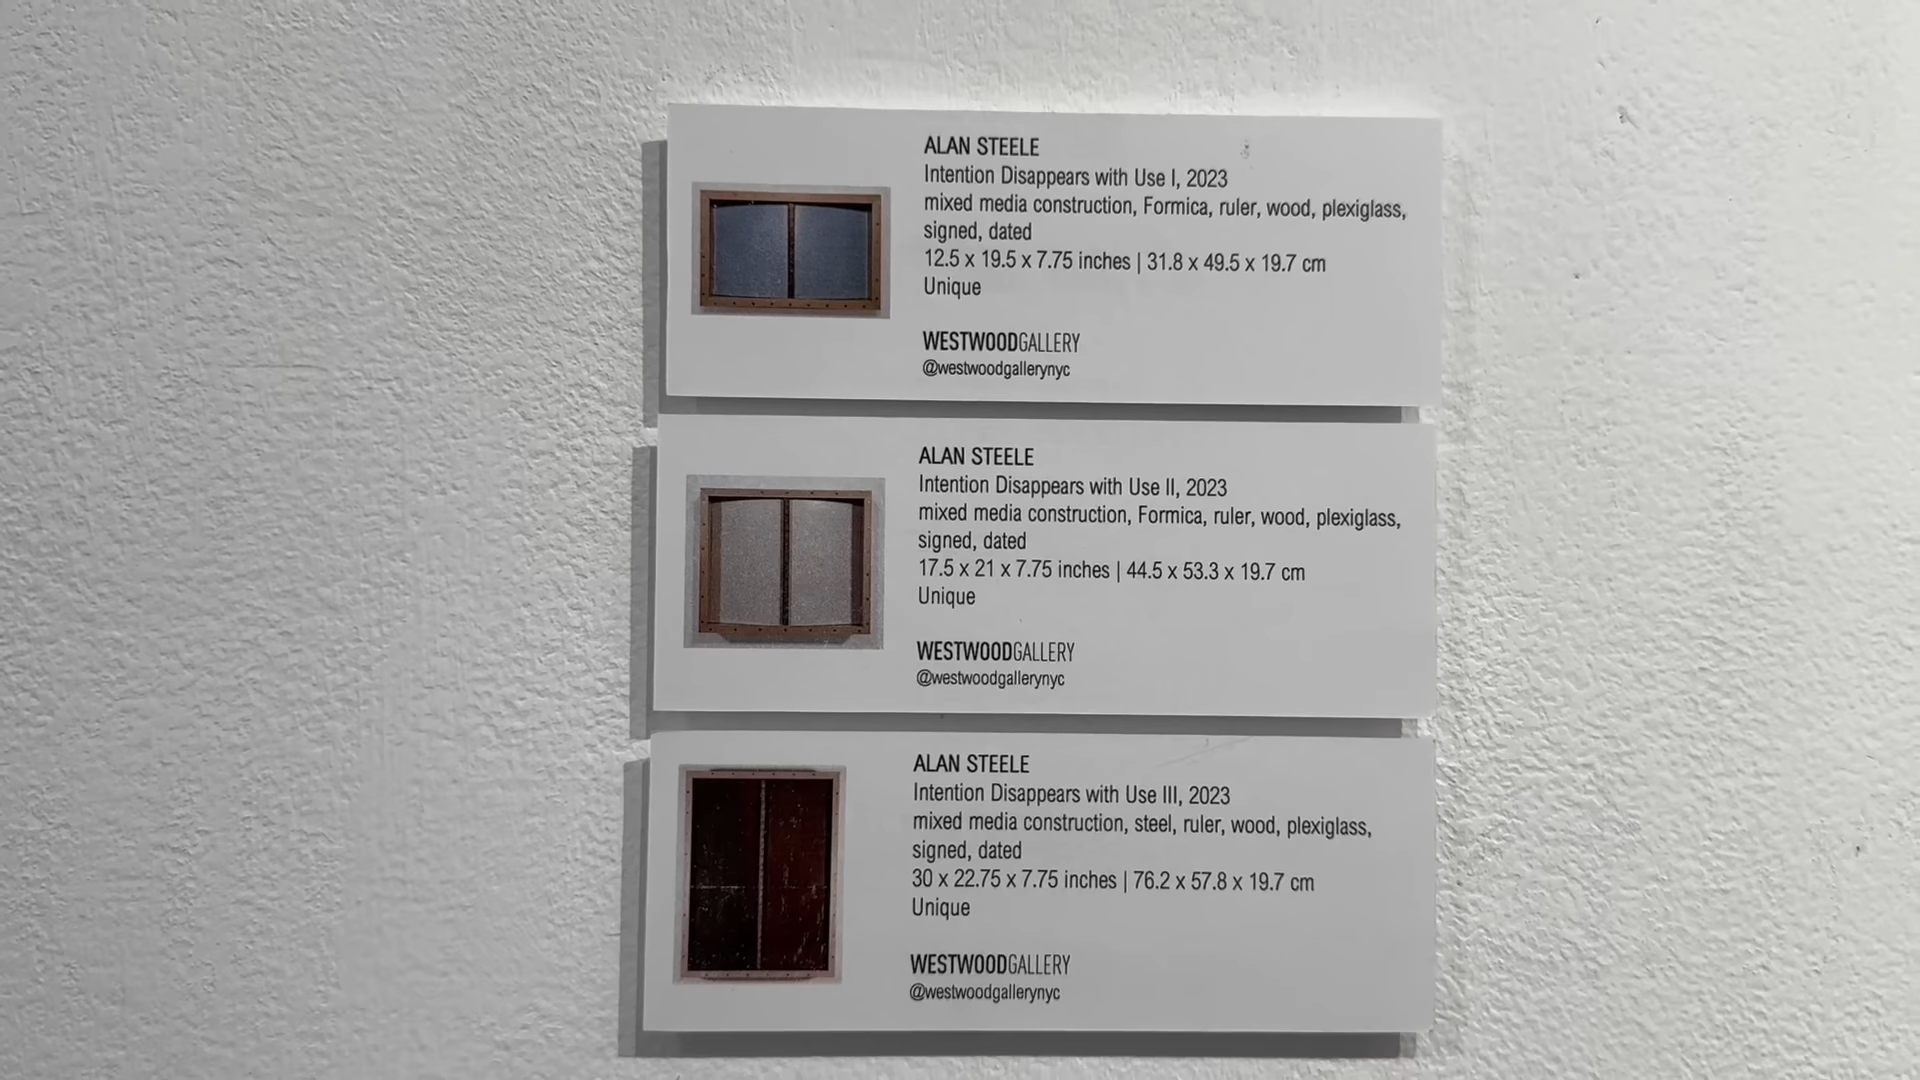 ALAN STEELE
Intention Disappears with Use I, 2023
mixed media construction, Formica, ruler, wood, plexiglass,
signed, dated
12.5 x 19.5 x 7.75 inches | 31.8 x 49.5 x 19.7 cm
Unique
WESTWOODGALLERY
@westwoodgallerynyc
ALAN STEELE
Intention Disappears with Use II, 2023
mixed media construction, Formica, ruler, wood, plexiglass,
signed, dated
17.5 x 21 x 7.75 inches | 44.5 x 53.3 x 19.7 cm
Unique
WESTWOODGALLERY
@westwoodgallerynyc
ALAN STEELE
Intention Disappears with Use III, 2023
mixed media construction, steel, ruler, wood, plexiglass,
signed, dated
30 x 22.75 x 7.75 inches | 76.2 x 57.8 x 19.7 cm
Unique
WESTWOODGALLERY
@westwoodgallerynyc